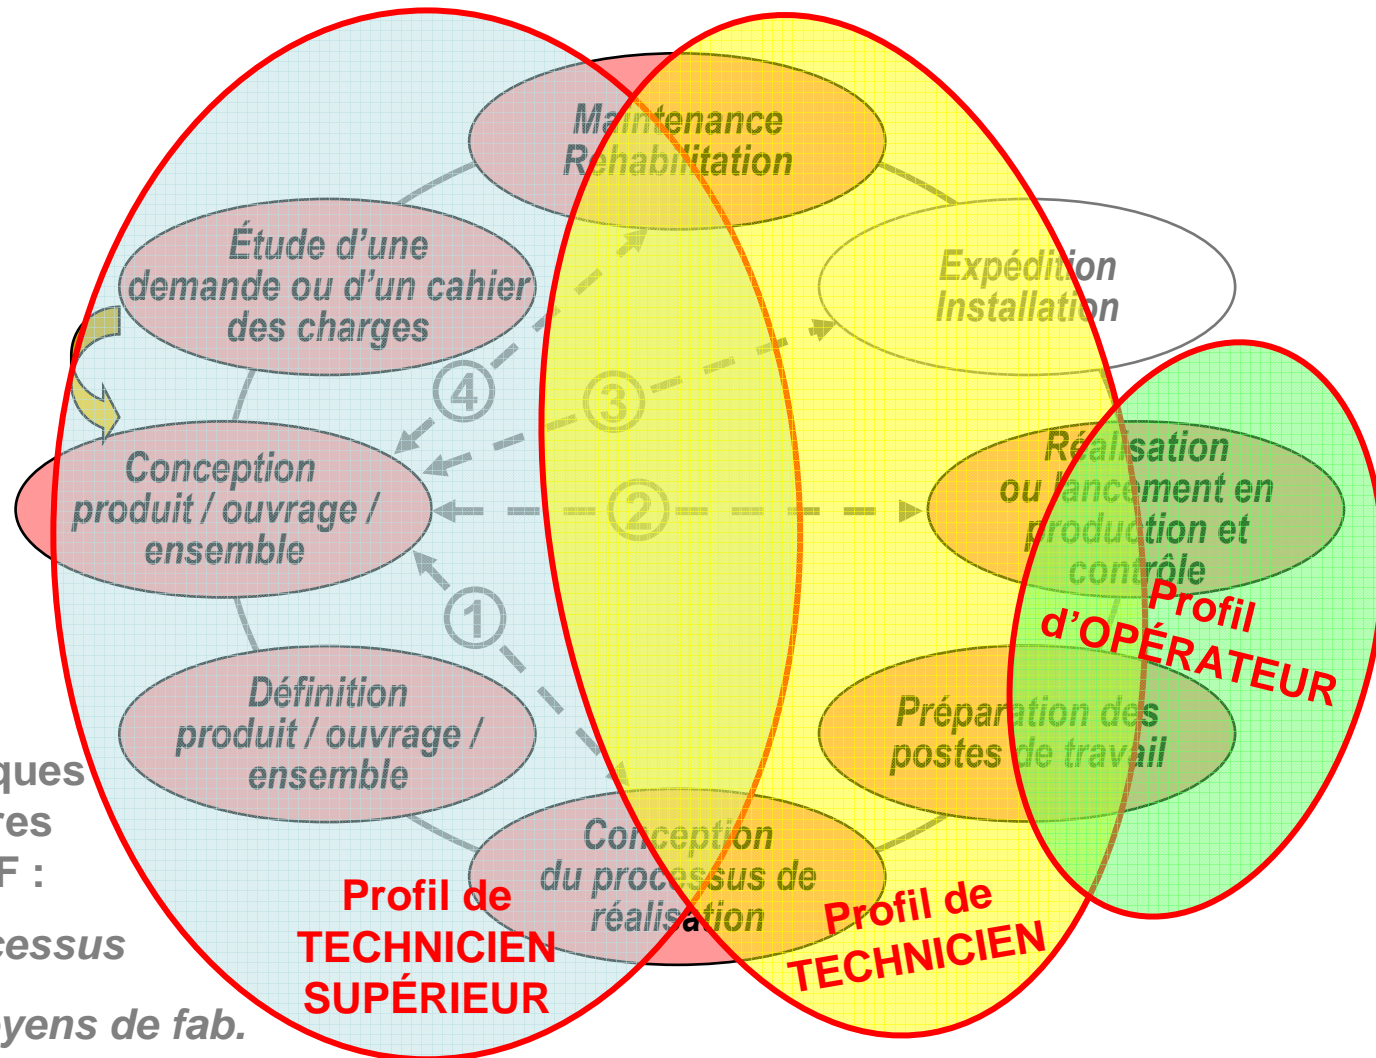 Maintenance
Rehabilitation
Étude d’une
demande ou d’un cahier
des charges
Expédition
Installation
4
3
Conception
produit / ouvrage /
ensemble
2
Réalisation
ou lancement en
production et
contrôle
1
Profil
d’OPÉRATEUR
Définition
produit / ouvrage /
ensemble
Préparation des
postes de travail
Conception
du processus de
réalisation
Profil de
TECHNICIEN
SUPÉRIEUR
Profil de
TECHNICIEN
ques
res
F :
cessus
yens de fab.